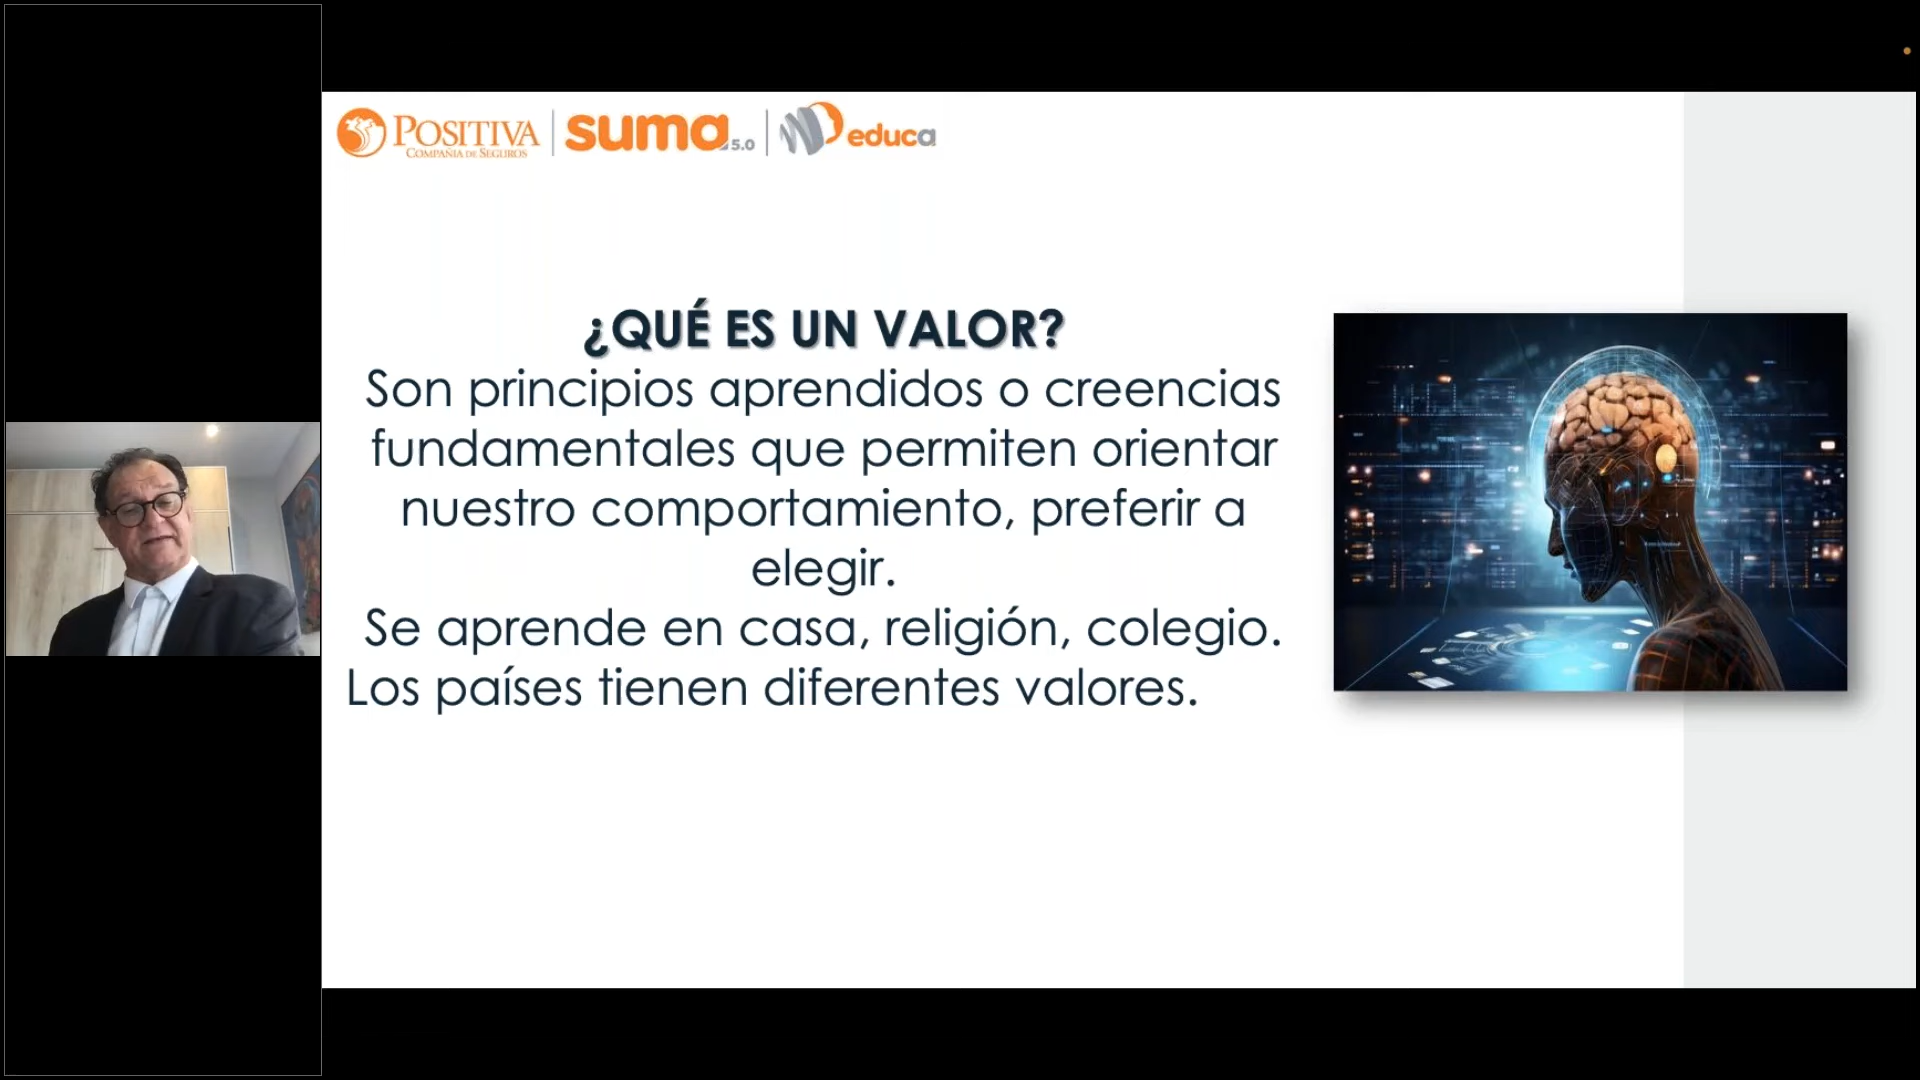 POSITIVA
COMPAÑIA DE SEGUROS
suma 5.0
educa
¿QUÉ ES UN VALOR?
Son principios aprendidos o creencias
fundamentales que permiten orientar
nuestro comportamiento, preferir a
elegir.
Se aprende en casa, religión, colegio.
Los países tienen diferentes valores.